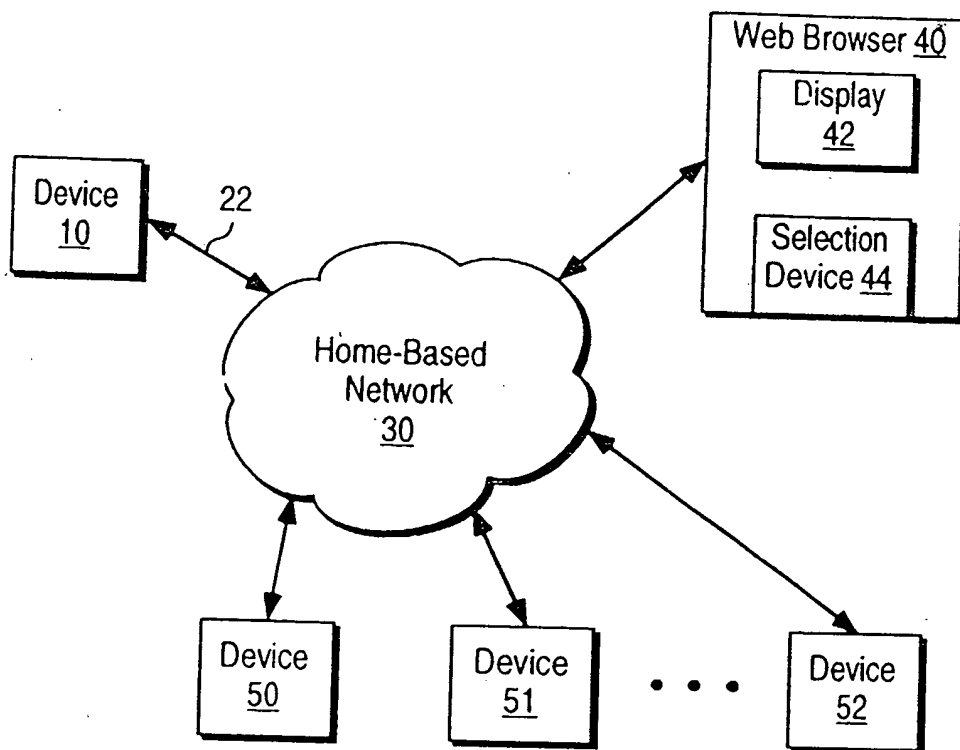 Web Browser 40
Display
42
Selection
Device 44
Device
10
22
Home-Based
Network
30
Device
50
Device
51
Device
52